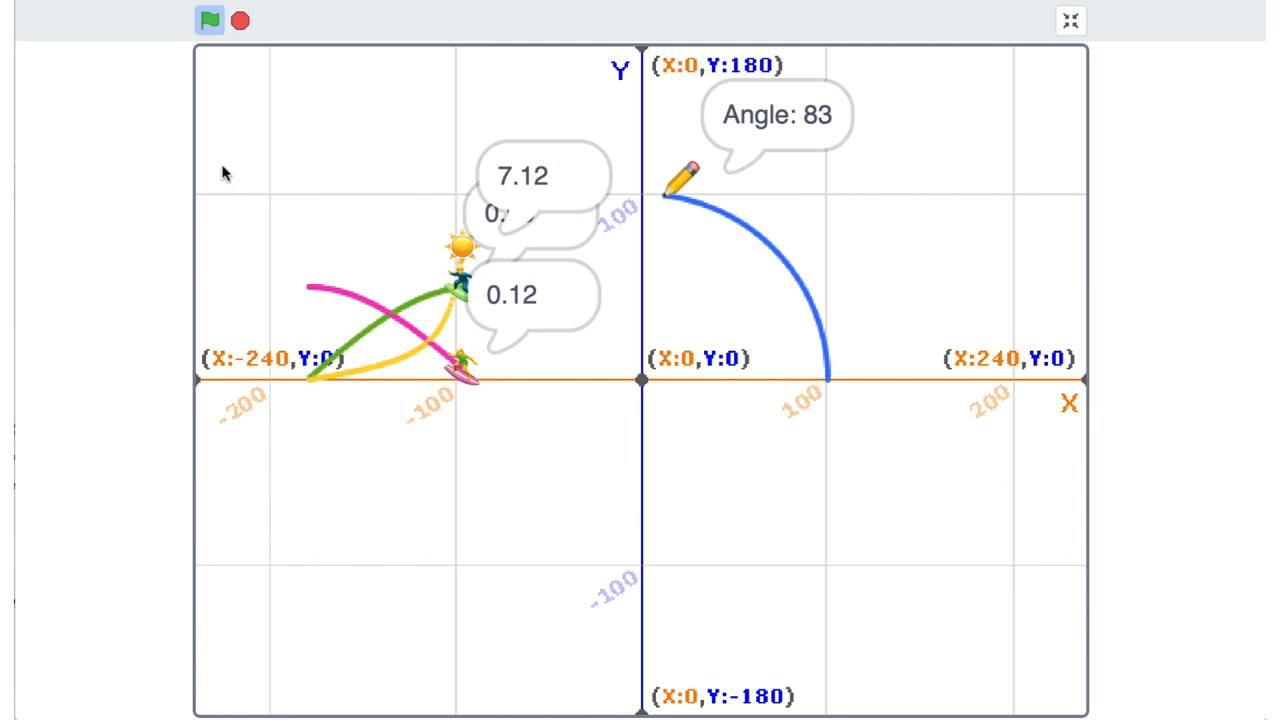 Y
(X:0,Y:180)
Angle: 83
7.12
0.
100
0.12
(X:-240,Y:0)
(X:0,Y:0)
(X:240,Y:0)
-200
-100
100
200
X
-100
(X:0,Y:-180)